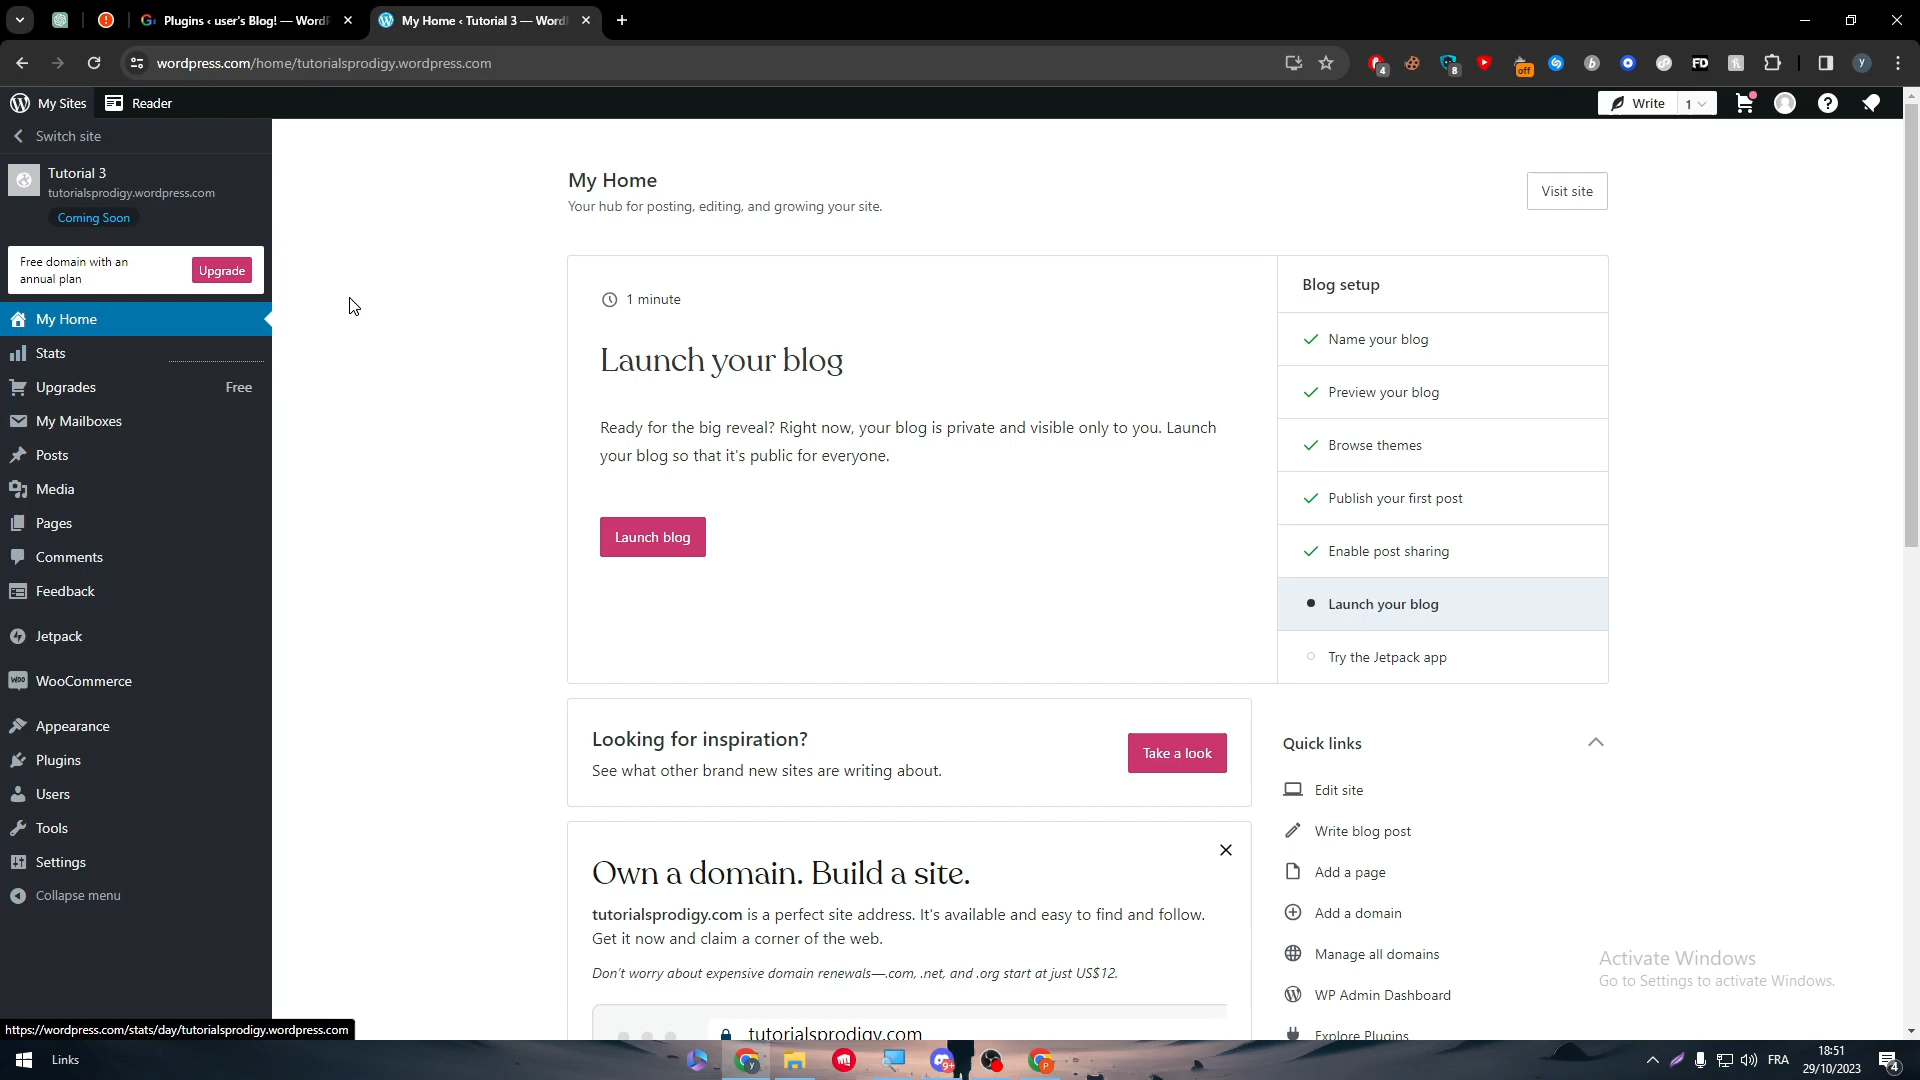 Plugins ‹ user's Blog! — WordP
My Home ‹ Tutorial 3 — Word
wordpress.com/home/tutorialsprodigy.wordpress.com
4
8
off
FD
y
My Sites
Reader
Write
1
Switch site
Tutorial 3
tutorialsprodigy.wordpress.com
Coming Soon
Free domain with an
annual plan
Upgrade
My Home
Stats
Upgrades
Free
My Mailboxes
Posts
Media
Pages
Comments
Feedback
Jetpack
WooCommerce
Appearance
Plugins
Users
Tools
Settings
Collapse menu
https://wordpress.com/stats/day/tutorialsprodigy.wordpress.com
My Home
Your hub for posting, editing, and growing your site.
Visit site
1 minute
Launch your blog
Ready for the big reveal? Right now, your blog is private and visible only to you. Launch
your blog so that it's public for everyone.
Launch blog
Blog setup
Name your blog
Preview your blog
Browse themes
Publish your first post
Enable post sharing
Launch your blog
Try the Jetpack app
Looking for inspiration?
See what other brand new sites are writing about.
Take a look
Own a domain. Build a site.
tutorialsprodigy.com is a perfect site address. It's available and easy to find and follow.
Get it now and claim a corner of the web.
Don't worry about expensive domain renewals—.com, .net, and .org start at just US$12.
tutorialsprodigy.com
Quick links
Edit site
Write blog post
Add a page
Add a domain
Manage all domains
WP Admin Dashboard
Explore Plugins
Activate Windows
Go to Settings to activate Windows.
Links
FRA
18:51
29/10/2023
4